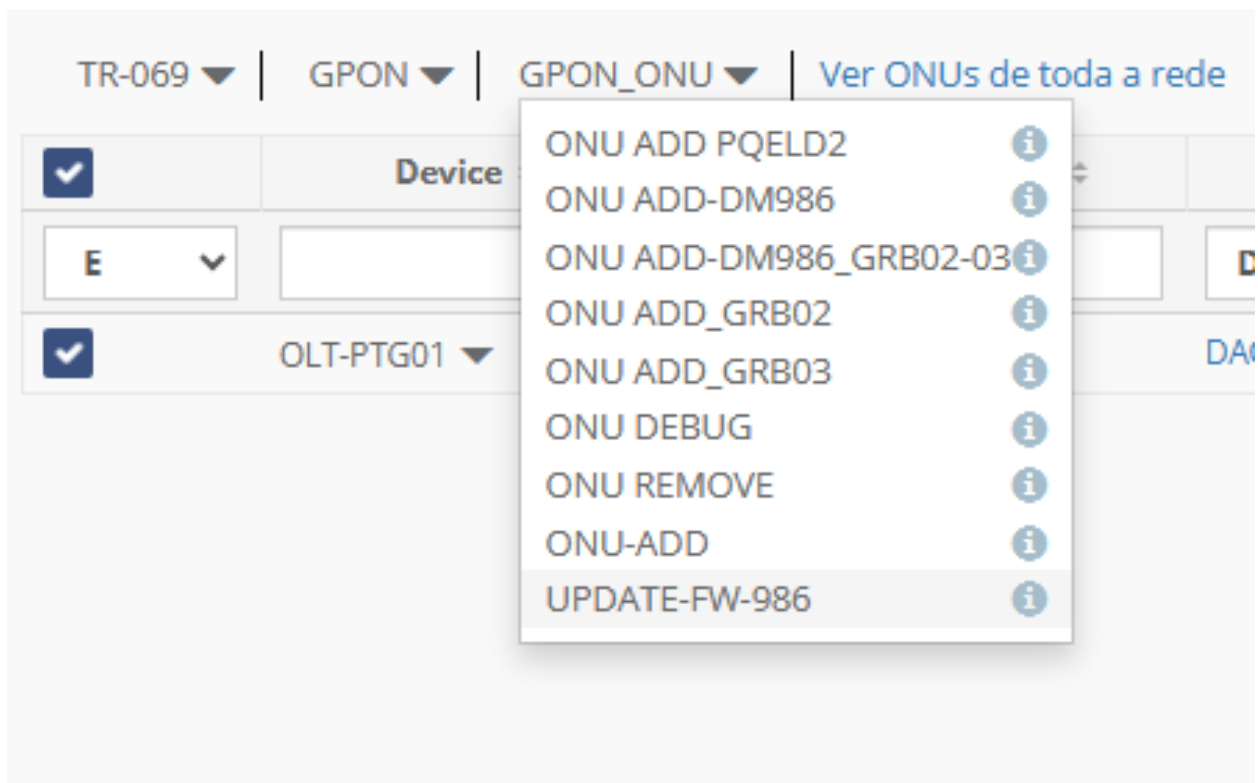 TR-069 GPON GPON_ONU Ver ONUs de toda a rede
Device
E
OLT-PTG01
ONU ADD PQELD2
ONU ADD-DM986
ONU ADD-DM986_GRB02-03
ONU ADD_GRB02
ONU ADD_GRB03
ONU DEBUG
ONU REMOVE
ONU-ADD
UPDATE-FW-986